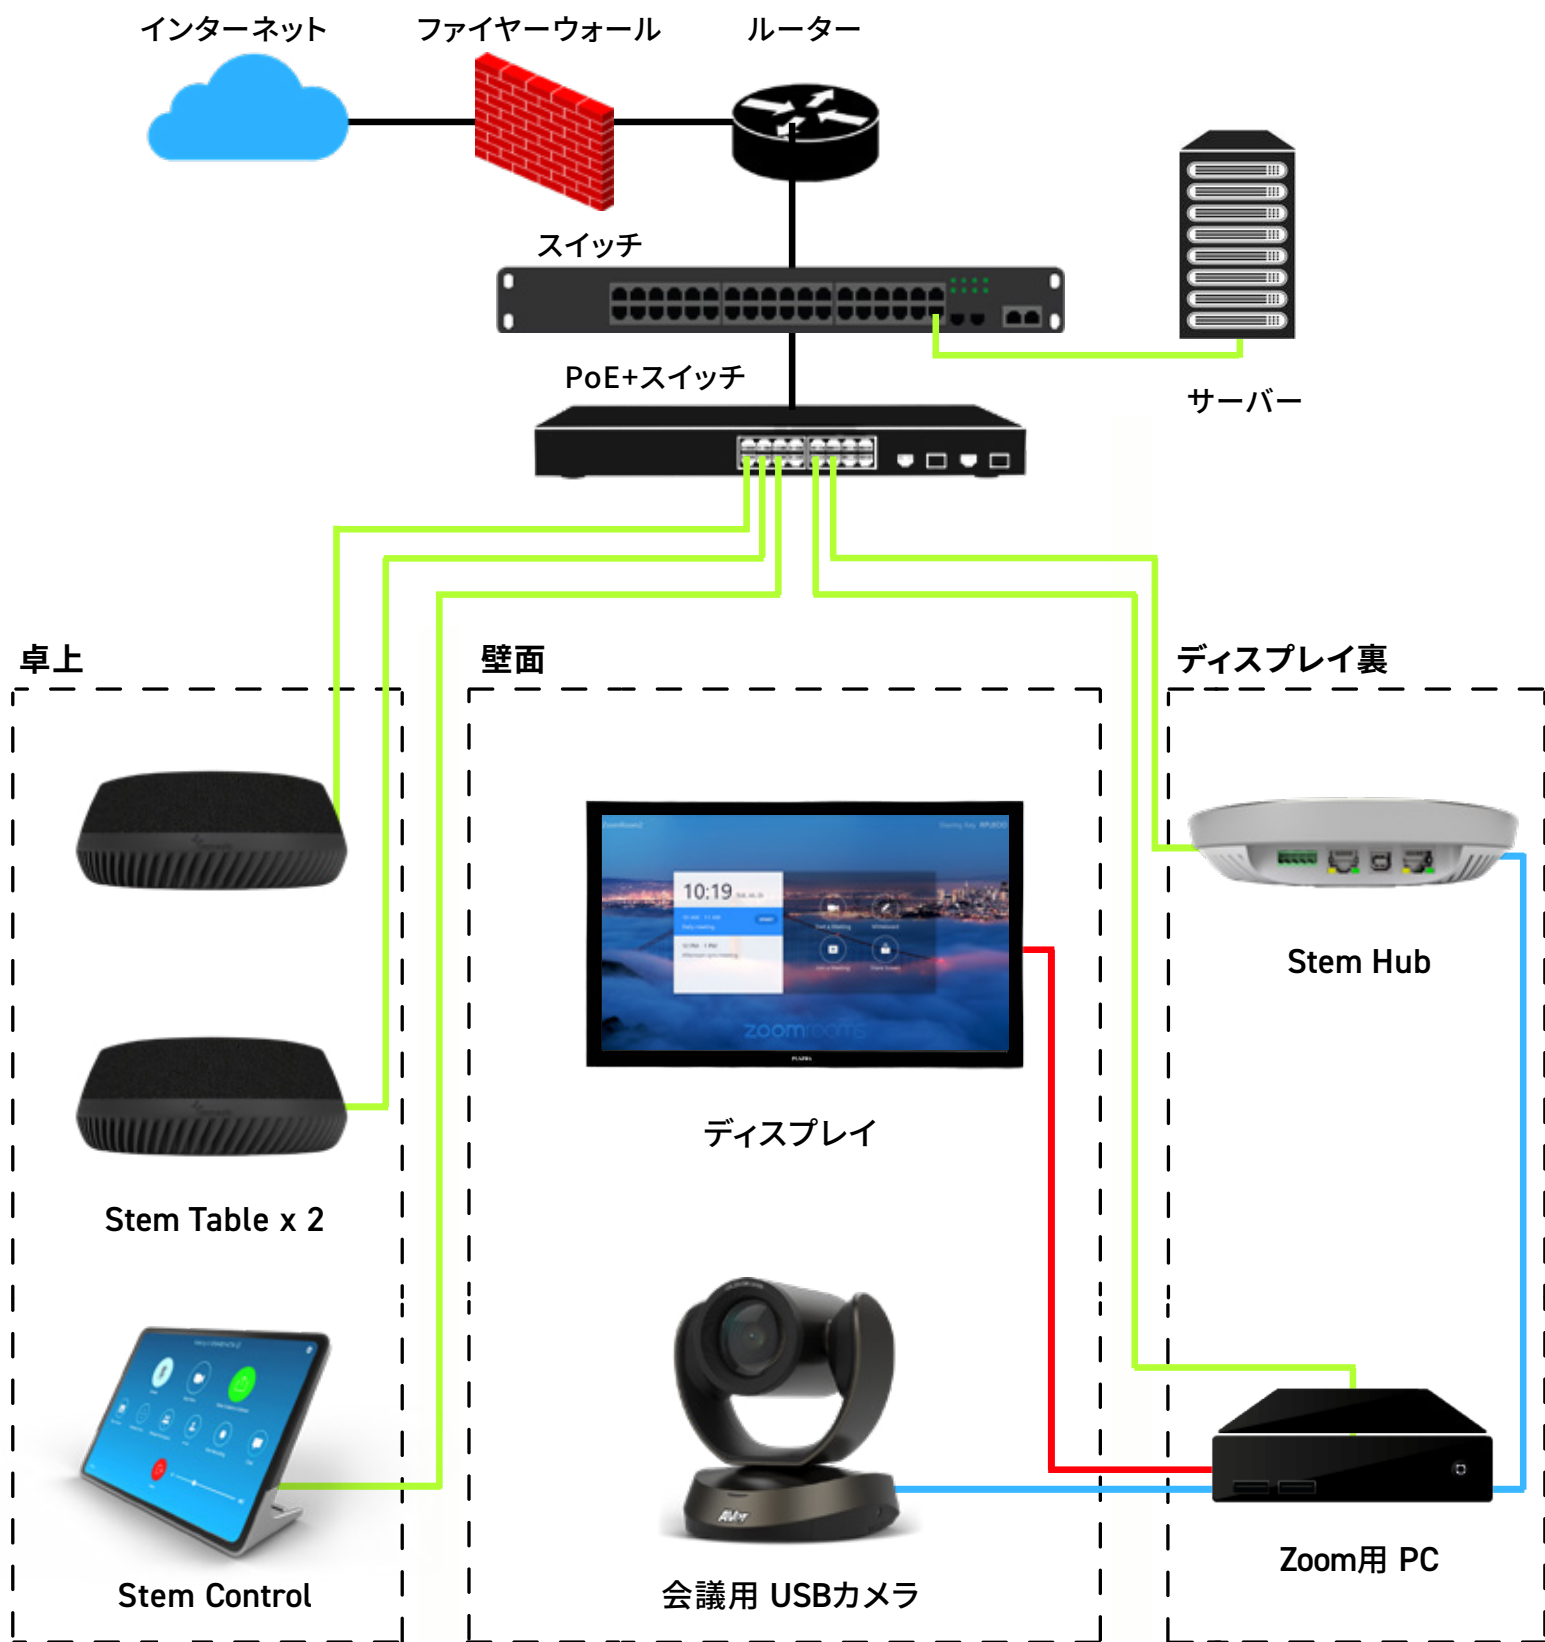 インターネット
ファイヤーウォール
ルーター
スイッチ
PoE+スイッチ
サーバー
卓上
壁面
ディスプレイ裏
10:19
zoomrooms
Stem Hub
ディスプレイ
Stem Table x 2
AVer
Stem Control
会議用 USBカメラ
Zoom用 PC